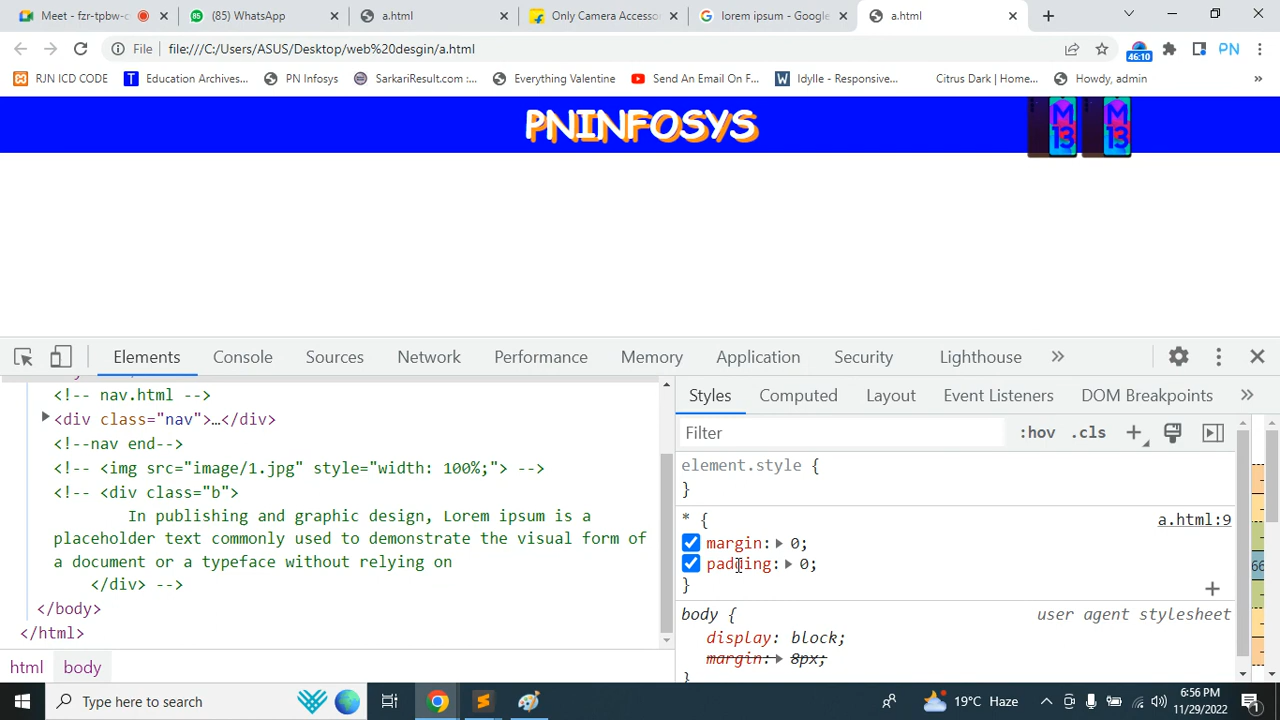 Meet - fzr-tpbw-c
(85) WhatsApp
a.html
Only Camera Accessor
lorem ipsum - Google
a.html
File
file:///C:/Users/ASUS/Desktop/web%20desgin/a.html
46:10
PN
RJN ICD CODE
Education Archives...
PN Infosys
SarkariResult.com :...
Everything Valentine
Send An Email On F...
Idylle - Responsive...
Citrus Dark | Home...
Howdy, admin
»
PNINFOSYS
M M
13 13
Elements
Console
Sources
Network
Performance
Memory
Application
Security
Lighthouse
»
<!-- nav.html -->
<div class="nav">…</div>
<!--nav end-->
<!-- <img src="image/1.jpg" style="width: 100%;"> -->
<!-- <div class="b">
In publishing and graphic design, Lorem ipsum is a
placeholder text commonly used to demonstrate the visual form of
a document or a typeface without relying on
</div> -->
</body>
</html>
html body
Styles
Computed
Layout
Event Listeners
DOM Breakpoints
»
Filter
:hov
.cls
element.style {
}
* {
a.html:9
margin: 0;
padding: 0;
}
body {
user agent stylesheet
display: block;
margin: 8px;
}
Type here to search
19°C Haze
6:56 PM
11/29/2022